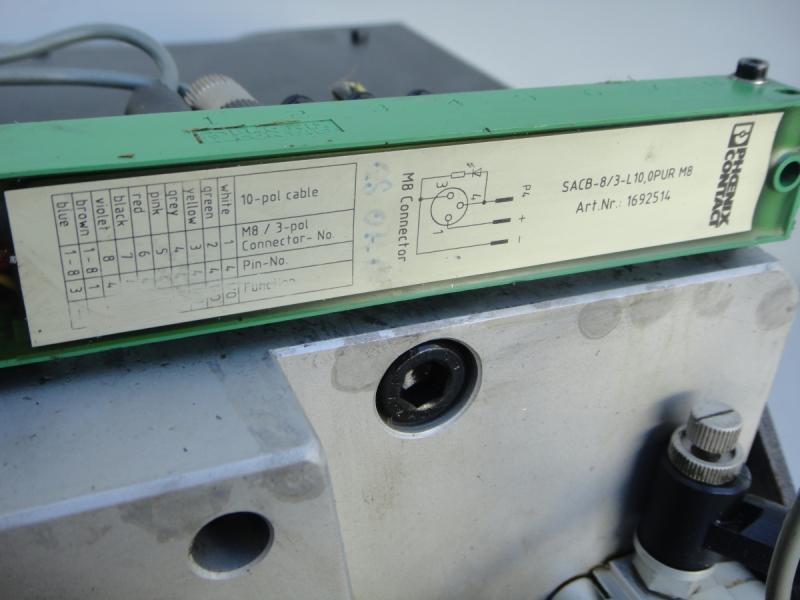 PHOENIX
CONTACT
SACB-8/3-L10,0PUR M8
Art.Nr.: 1692514
P4
+
–
3
4
1
M8 Connector
10-pol cable
M8 / 3-pol
Connector- No.
Pin-No.
white 1 4
green 2 4
yellow 3 4
grey 4
pink 5
red 6
black 7
violet 8 4
brown 1-8 1
blue 1-8 3